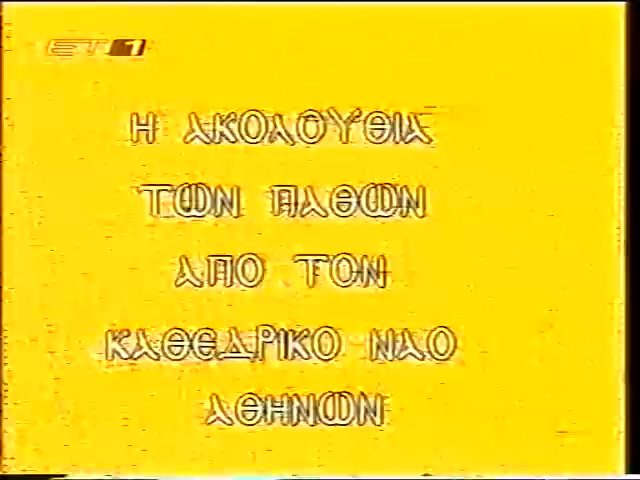 ΕΤ1
Η ΑΚΟΛΟΥΘΙΑ
ΤΩΝ ΠΑΘΩΝ
ΑΠΟ ΤΟΝ
ΚΑΘΕΔΡΙΚΟ ΝΑΟ
ΑΘΗΝΩΝ